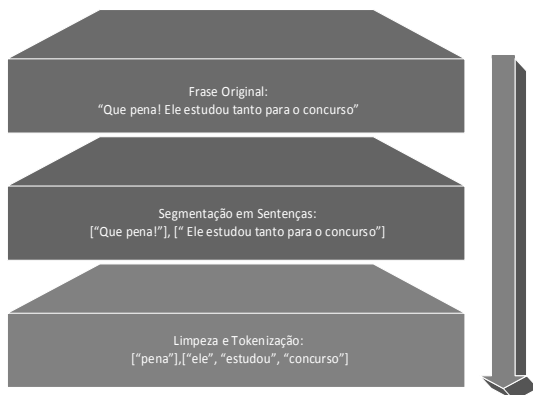 Frase Original:
“Que pena! Ele estudou tanto para o concurso”
Segmentação em Sentenças:
[“Que pena!”], [“ Ele estudou tanto para o concurso”]
Limpeza e Tokenização:
[“pena”],[“ele”, “estudou”, “concurso”]